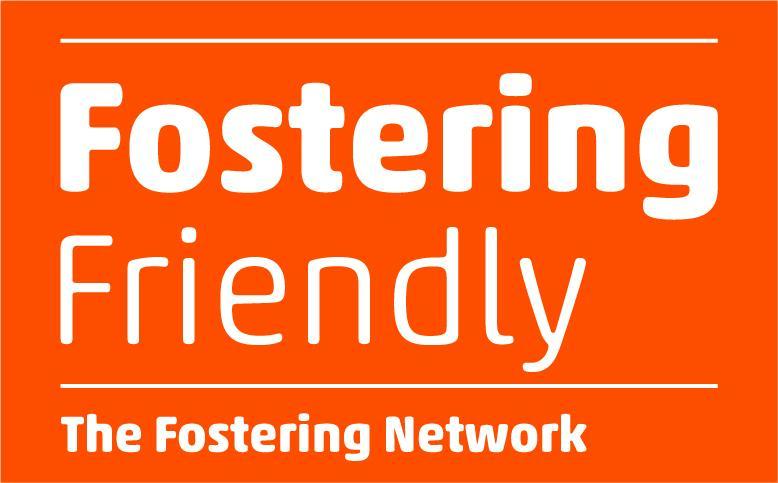 Fostering
Friendly
The Fostering Network